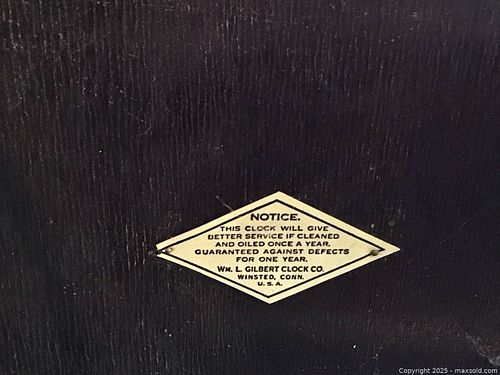 NOTICE.
THIS CLOCK WILL GIVE
BETTER SERVICE IF CLEANED
AND OILED ONCE A YEAR.
GUARANTEED AGAINST DEFECTS
FOR ONE YEAR.
WM. L. GILBERT CLOCK CO.
WINSTED, CONN.
U.S.A.
Copyright 2025 - maxsold.com